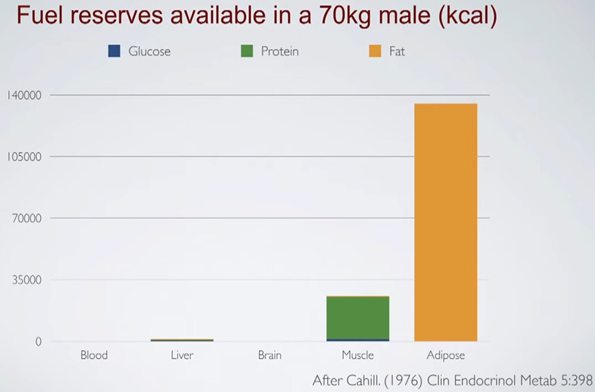 Fuel reserves available in a 70kg male (kcal)
Glucose Protein Fat
140000
105000
70000
35000
0
Blood Liver Brain Muscle Adipose
After Cahill. (1976) Clin Endocrinol Metab 5:398